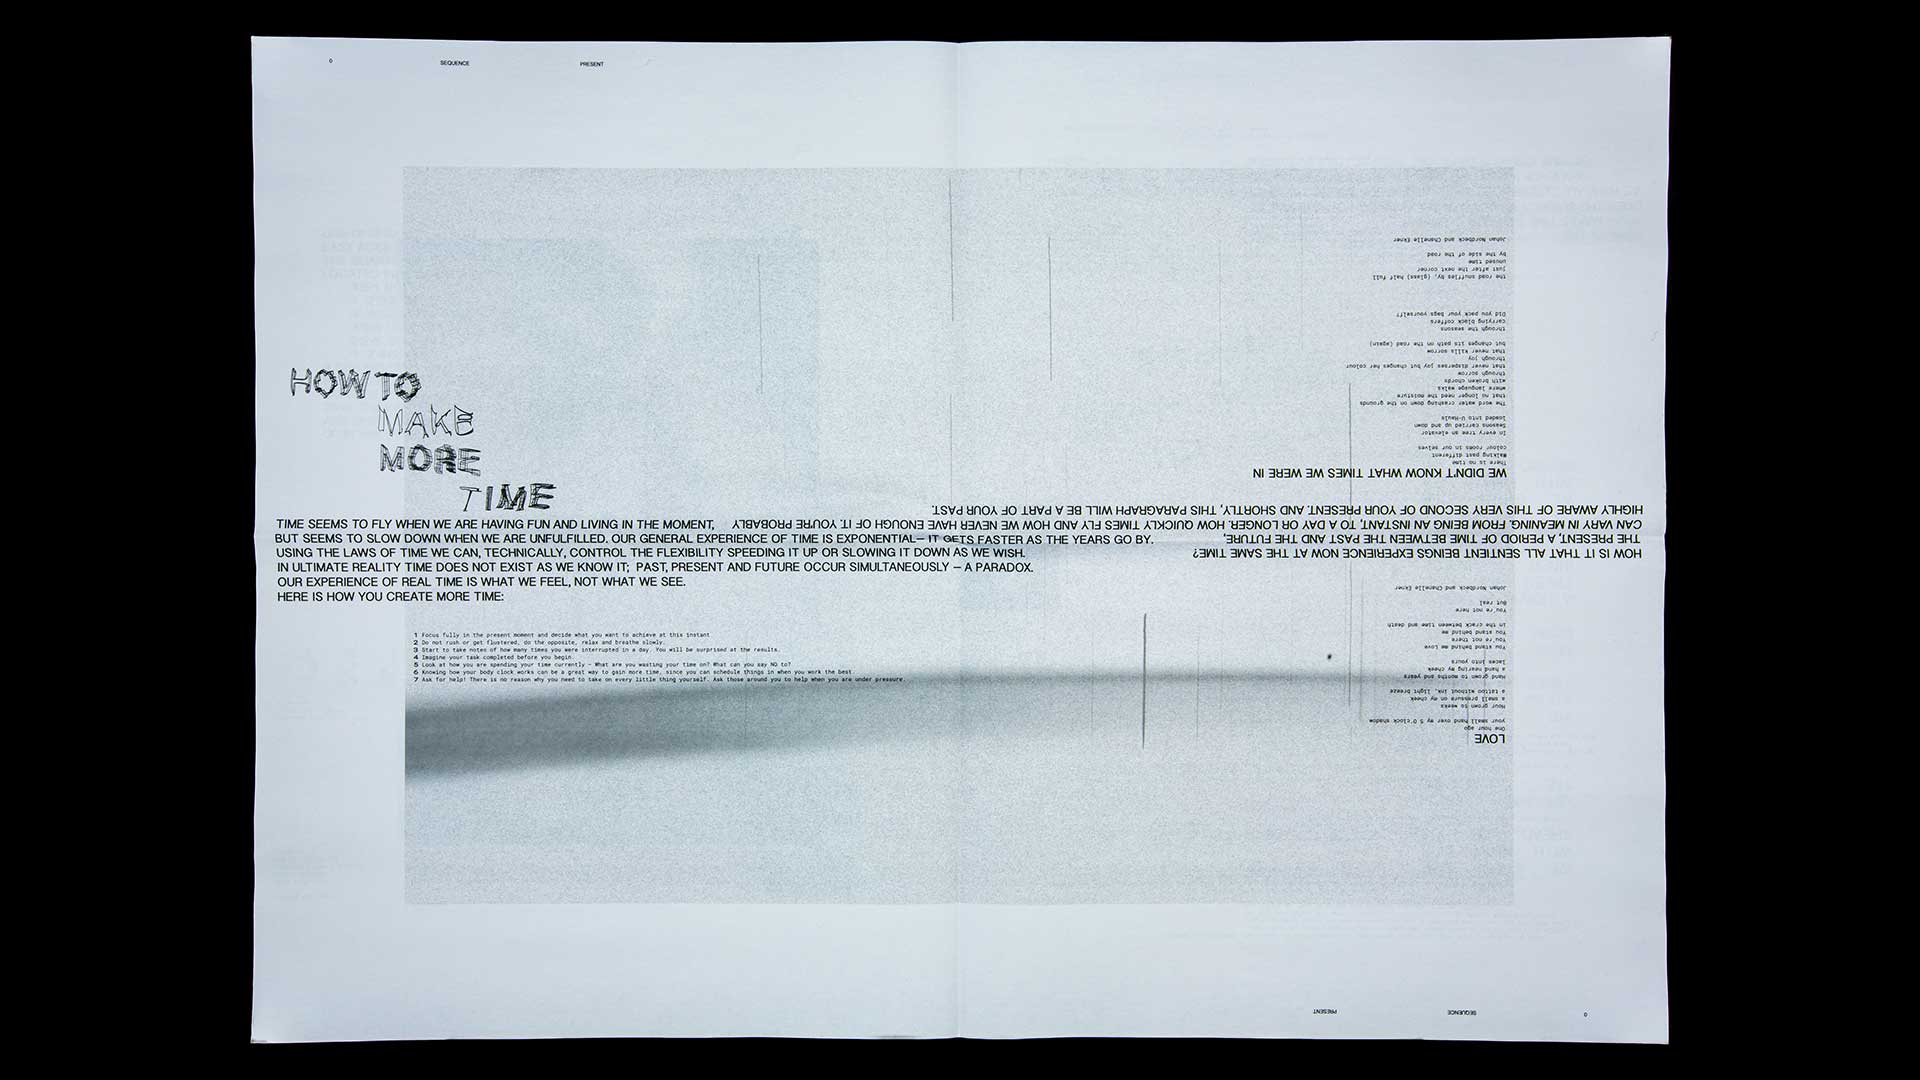 0 SEQUENCE PRESENT
HOW TO
MAKE
MORE
TIME
TIME SEEMS TO FLY WHEN WE ARE HAVING FUN AND LIVING IN THE MOMENT,
BUT SEEMS TO SLOW DOWN WHEN WE ARE UNFULFILLED. OUR GENERAL EXPERIENCE OF TIME IS EXPONENTIAL— IT GETS FASTER AS THE YEARS GO BY.
USING THE LAWS OF TIME WE CAN, TECHNICALLY, CONTROL THE FLEXIBILITY SPEEDING IT UP OR SLOWING IT DOWN AS WE WISH.
IN ULTIMATE REALITY TIME DOES NOT EXIST AS WE KNOW IT; PAST, PRESENT AND FUTURE OCCUR SIMULTANEOUSLY – A PARADOX.
OUR EXPERIENCE OF REAL TIME IS WHAT WE FEEL, NOT WHAT WE SEE.
HERE IS HOW YOU CREATE MORE TIME:
1 Focus fully in the present moment and decide what you want to achieve at this instant
2 Do not rush or get flustered, do the opposite, relax and breathe slowly.
3 Start to take notes of how many times you were interrupted in a day. You will be surprised at the results.
4 Imagine your task completed before you begin.
5 Look at how you are spending your time currently – What are you wasting your time on? What can you say NO to?
6 Knowing how your body clock works can be a great way to gain more time, since you can schedule things in when you work the best
7 Ask for help! There is no reason why you need to take on every little thing yourself. Ask those around you to help when you are under pressure.
0 SEQUENCE PRESENT
LOVE
One hour ago
your small hand over my 5 o'clock shadow
Hour grown to weeks
a small pressure on my cheek
a tattoo without ink, light breeze
Hand grown to months and years
a hand nearing my cheek
laces into yours
You stand behind me Love
You're not there
You stand behind me
in the crack between time and death
You're not here
But real
Johan Nordbeck and Chanelle Ekner
HOW IS IT THAT ALL SENTIENT BEINGS EXPERIENCE NOW AT THE SAME TIME?
THE PRESENT, A PERIOD OF TIME BETWEEN THE PAST AND THE FUTURE,
CAN VARY IN MEANING. FROM BEING AN INSTANT, TO A DAY OR LONGER. HOW QUICKLY TIMES FLY AND HOW WE NEVER HAVE ENOUGH OF IT. YOU'RE PROBABLY
HIGHLY AWARE OF THIS VERY SECOND OF YOUR PRESENT. AND SHORTLY, THIS PARAGRAPH WILL BE A PART OF YOUR PAST.
WE DIDN'T KNOW WHAT TIMES WE WERE IN
There is no time
Walking past different
colour rooms in our selves
In every tree an elevator
Seasons carried up and down
loaded into U-Hauls
The word water crashing down on the grounds
that no longer need the moisture
where language walks
with broken chords
through sorrow
that never disperses joy but changes her colour
through joy
that never kills sorrow
but changes its path on the road (again)
through the seasons
carrying black coffers
Did you pack your bags yourself?
the road snuffles by, (glass) half full
just after the next corner
unused time
by the side of the road
Johan Nordbeck and Chanelle Ekner